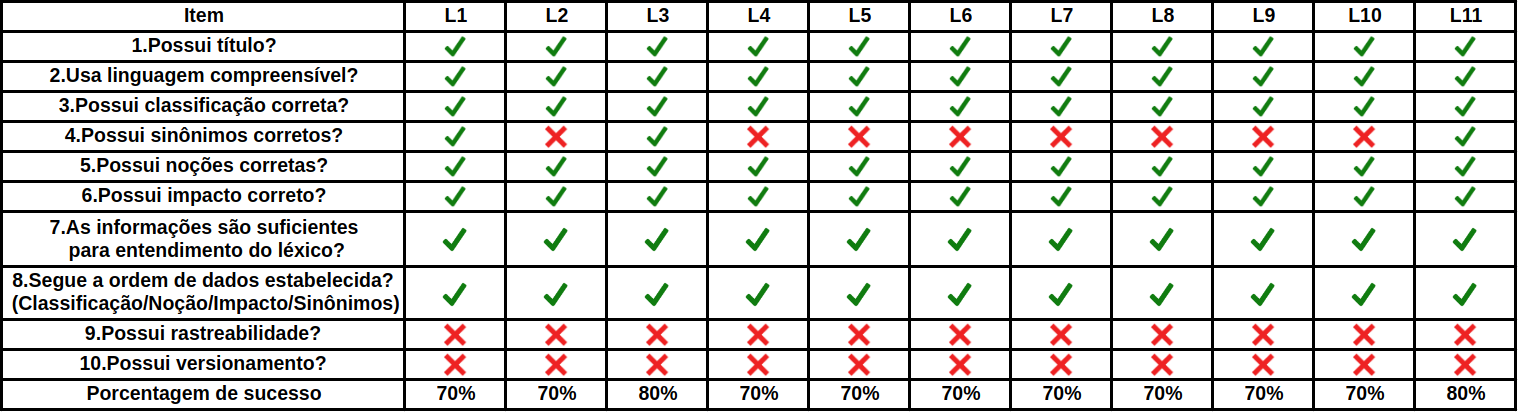 Item L1 L2 L3 L4 L5 L6 L7 L8 L9 L10 L11
1.Possui título?
2.Usa linguagem compreensível?
3.Possui classificação correta?
4.Possui sinônimos corretos?
5.Possui noções corretas?
6.Possui impacto correto?
7.As informações são suficientes
para entendimento do léxico?
8.Segue a ordem de dados estabelecida?
(Classificação/Noção/Impacto/Sinônimos)
9.Possui rastreabilidade?
10.Possui versionamento?
Porcentagem de sucesso 70% 70% 80% 70% 70% 70% 70% 70% 70% 70% 80%